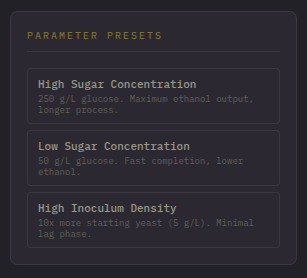 PARAMETER PRESETS
High Sugar Concentration
250 g/L glucose. Maximum ethanol output,
longer process.
Low Sugar Concentration
50 g/L glucose. Fast completion, lower
ethanol.
High Inoculum Density
10x more starting yeast (5 g/L). Minimal
lag phase.